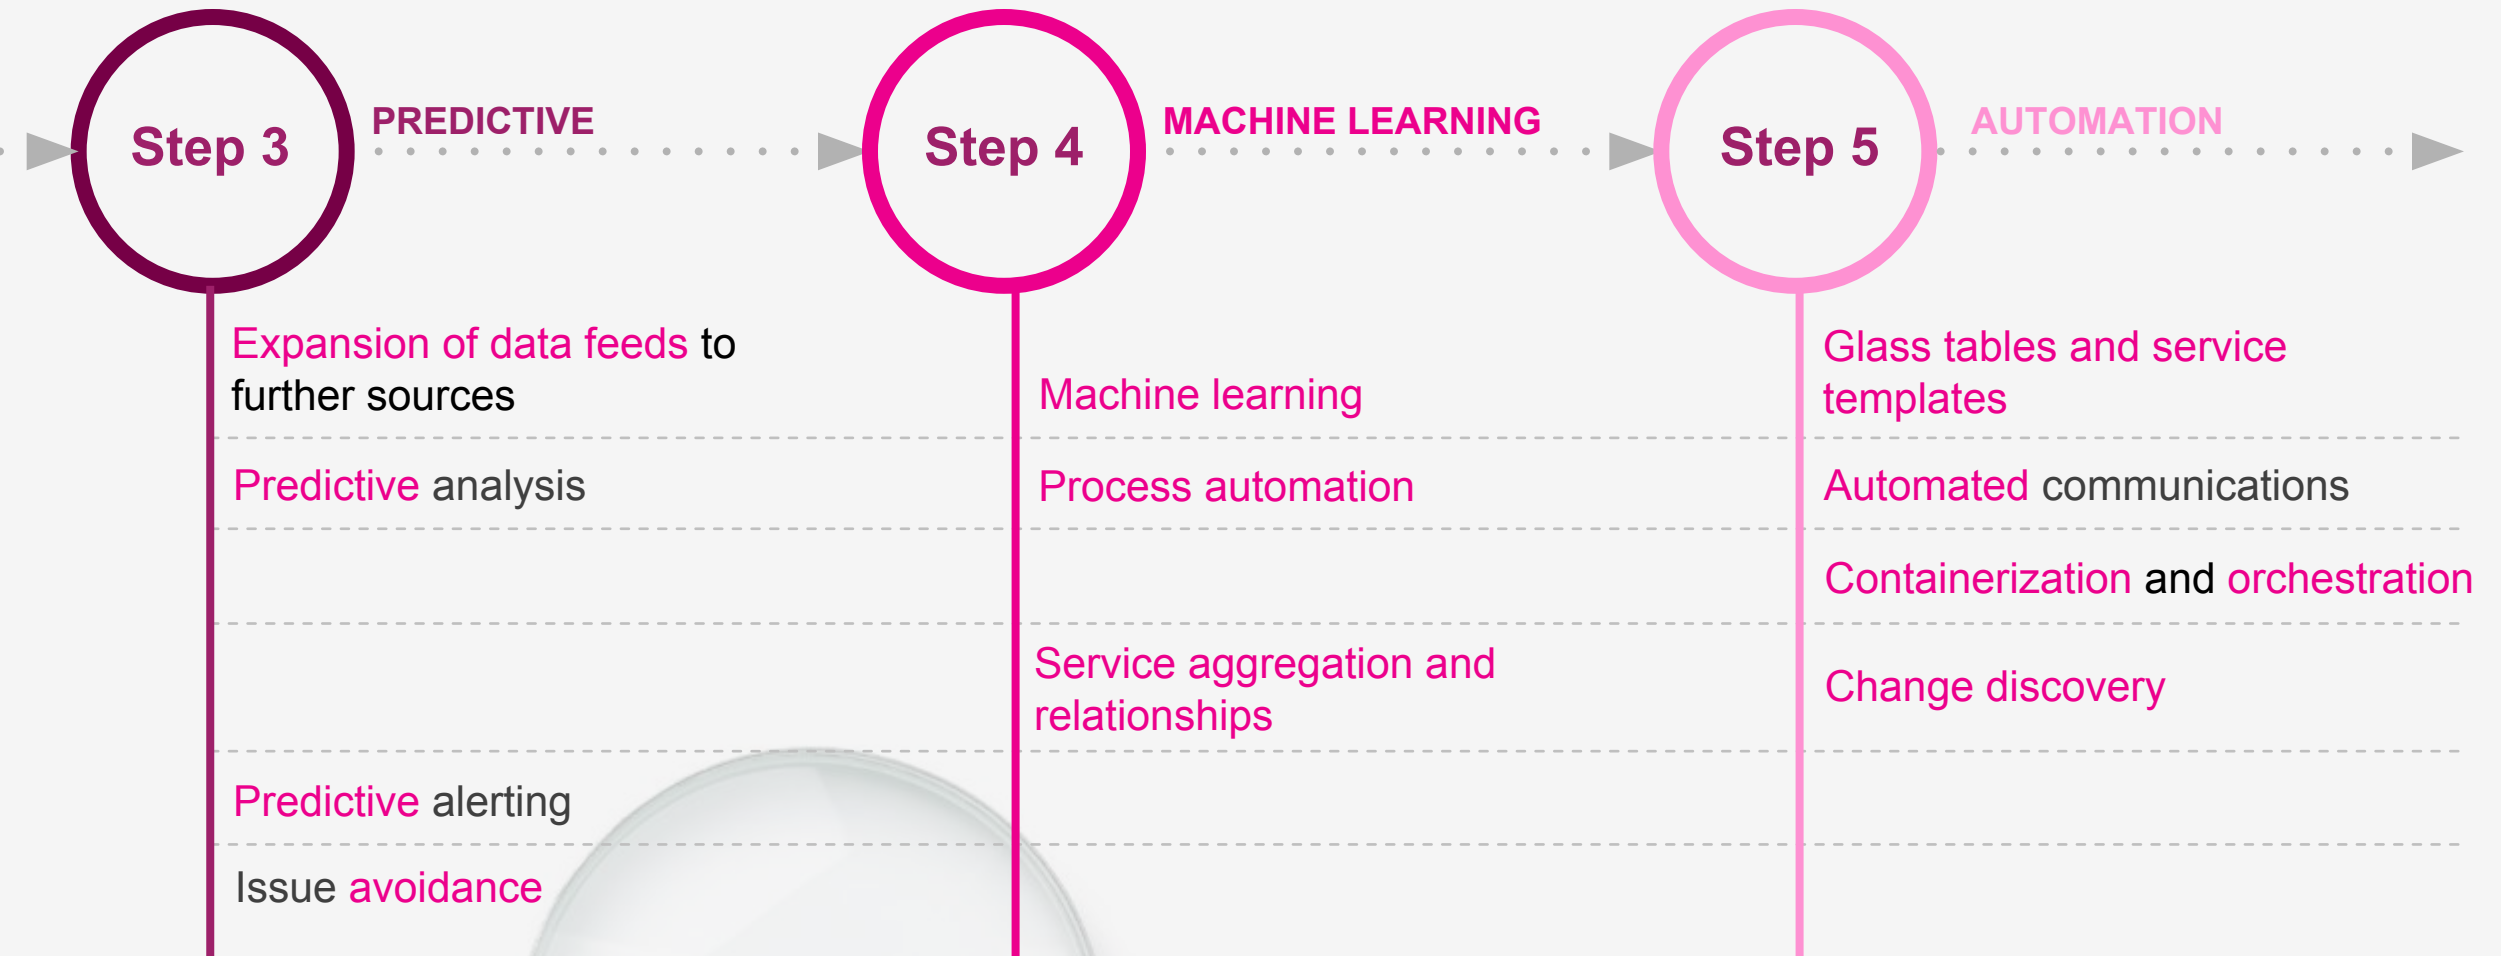 Step 3
PREDICTIVE
Expansion of data feeds to
further sources
Predictive analysis
Predictive alerting
Issue avoidance
Step 4
MACHINE LEARNING
Machine learning
Process automation
Service aggregation and
relationships
Step 5
AUTOMATION
Glass tables and service
templates
Automated communications
Containerization and orchestration
Change discovery